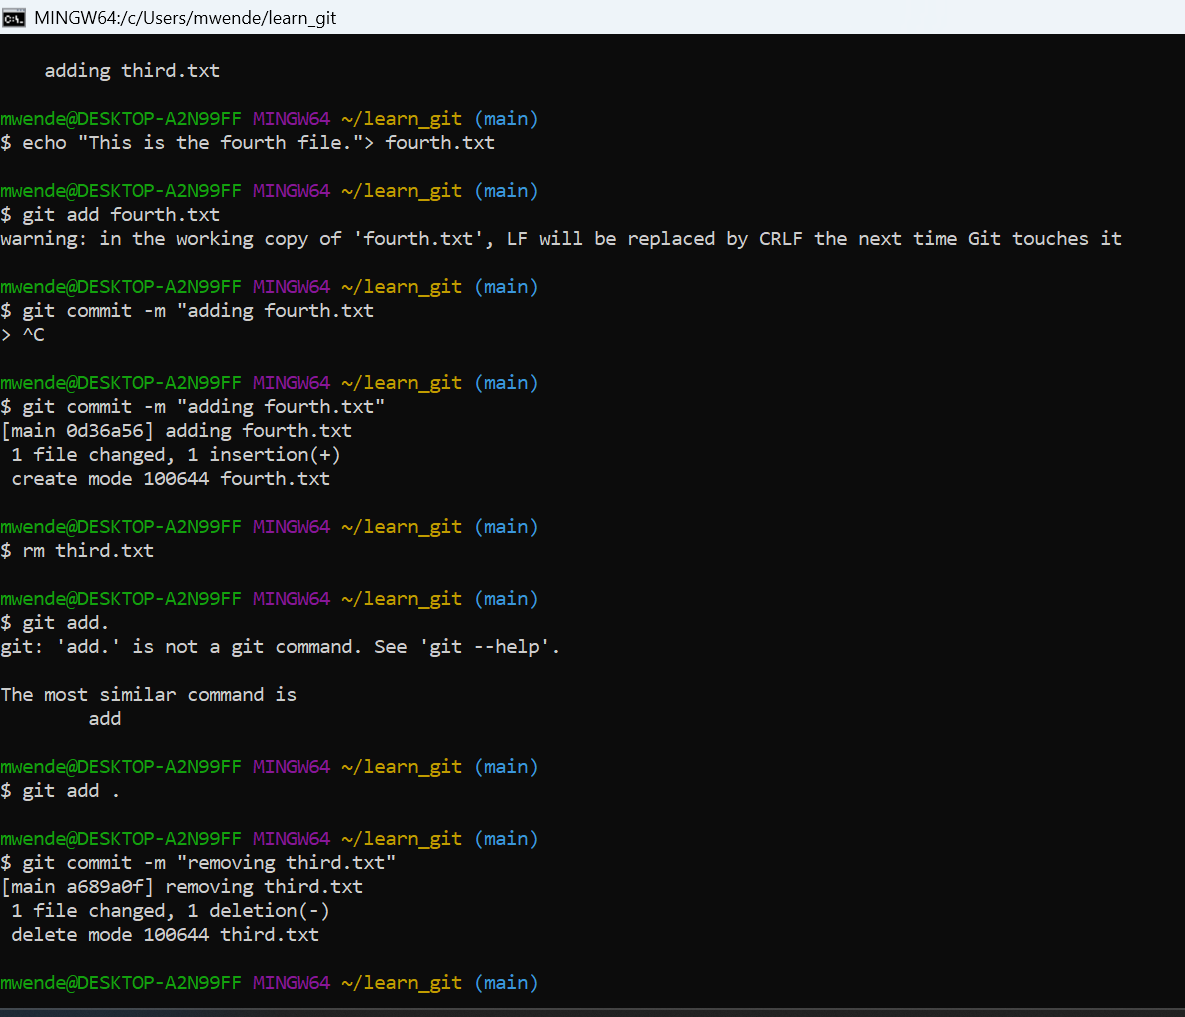 MINGW64:/c/Users/mwende/learn_git
adding third.txt
mwende@DESKTOP-A2N99FF MINGW64 ~/learn_git (main)
$ echo "This is the fourth file."> fourth.txt
mwende@DESKTOP-A2N99FF MINGW64 ~/learn_git (main)
$ git add fourth.txt
warning: in the working copy of 'fourth.txt', LF will be replaced by CRLF the next time Git touches it
mwende@DESKTOP-A2N99FF MINGW64 ~/learn_git (main)
$ git commit -m "adding fourth.txt
> ^C
mwende@DESKTOP-A2N99FF MINGW64 ~/learn_git (main)
$ git commit -m "adding fourth.txt"
[main 0d36a56] adding fourth.txt
1 file changed, 1 insertion(+)
create mode 100644 fourth.txt
mwende@DESKTOP-A2N99FF MINGW64 ~/learn_git (main)
$ rm third.txt
mwende@DESKTOP-A2N99FF MINGW64 ~/learn_git (main)
$ git add.
git: 'add.' is not a git command. See 'git --help'.
The most similar command is
add
mwende@DESKTOP-A2N99FF MINGW64 ~/learn_git (main)
$ git add .
mwende@DESKTOP-A2N99FF MINGW64 ~/learn_git (main)
$ git commit -m "removing third.txt"
[main a689a0f] removing third.txt
1 file changed, 1 deletion(-)
delete mode 100644 third.txt
mwende@DESKTOP-A2N99FF MINGW64 ~/learn_git (main)